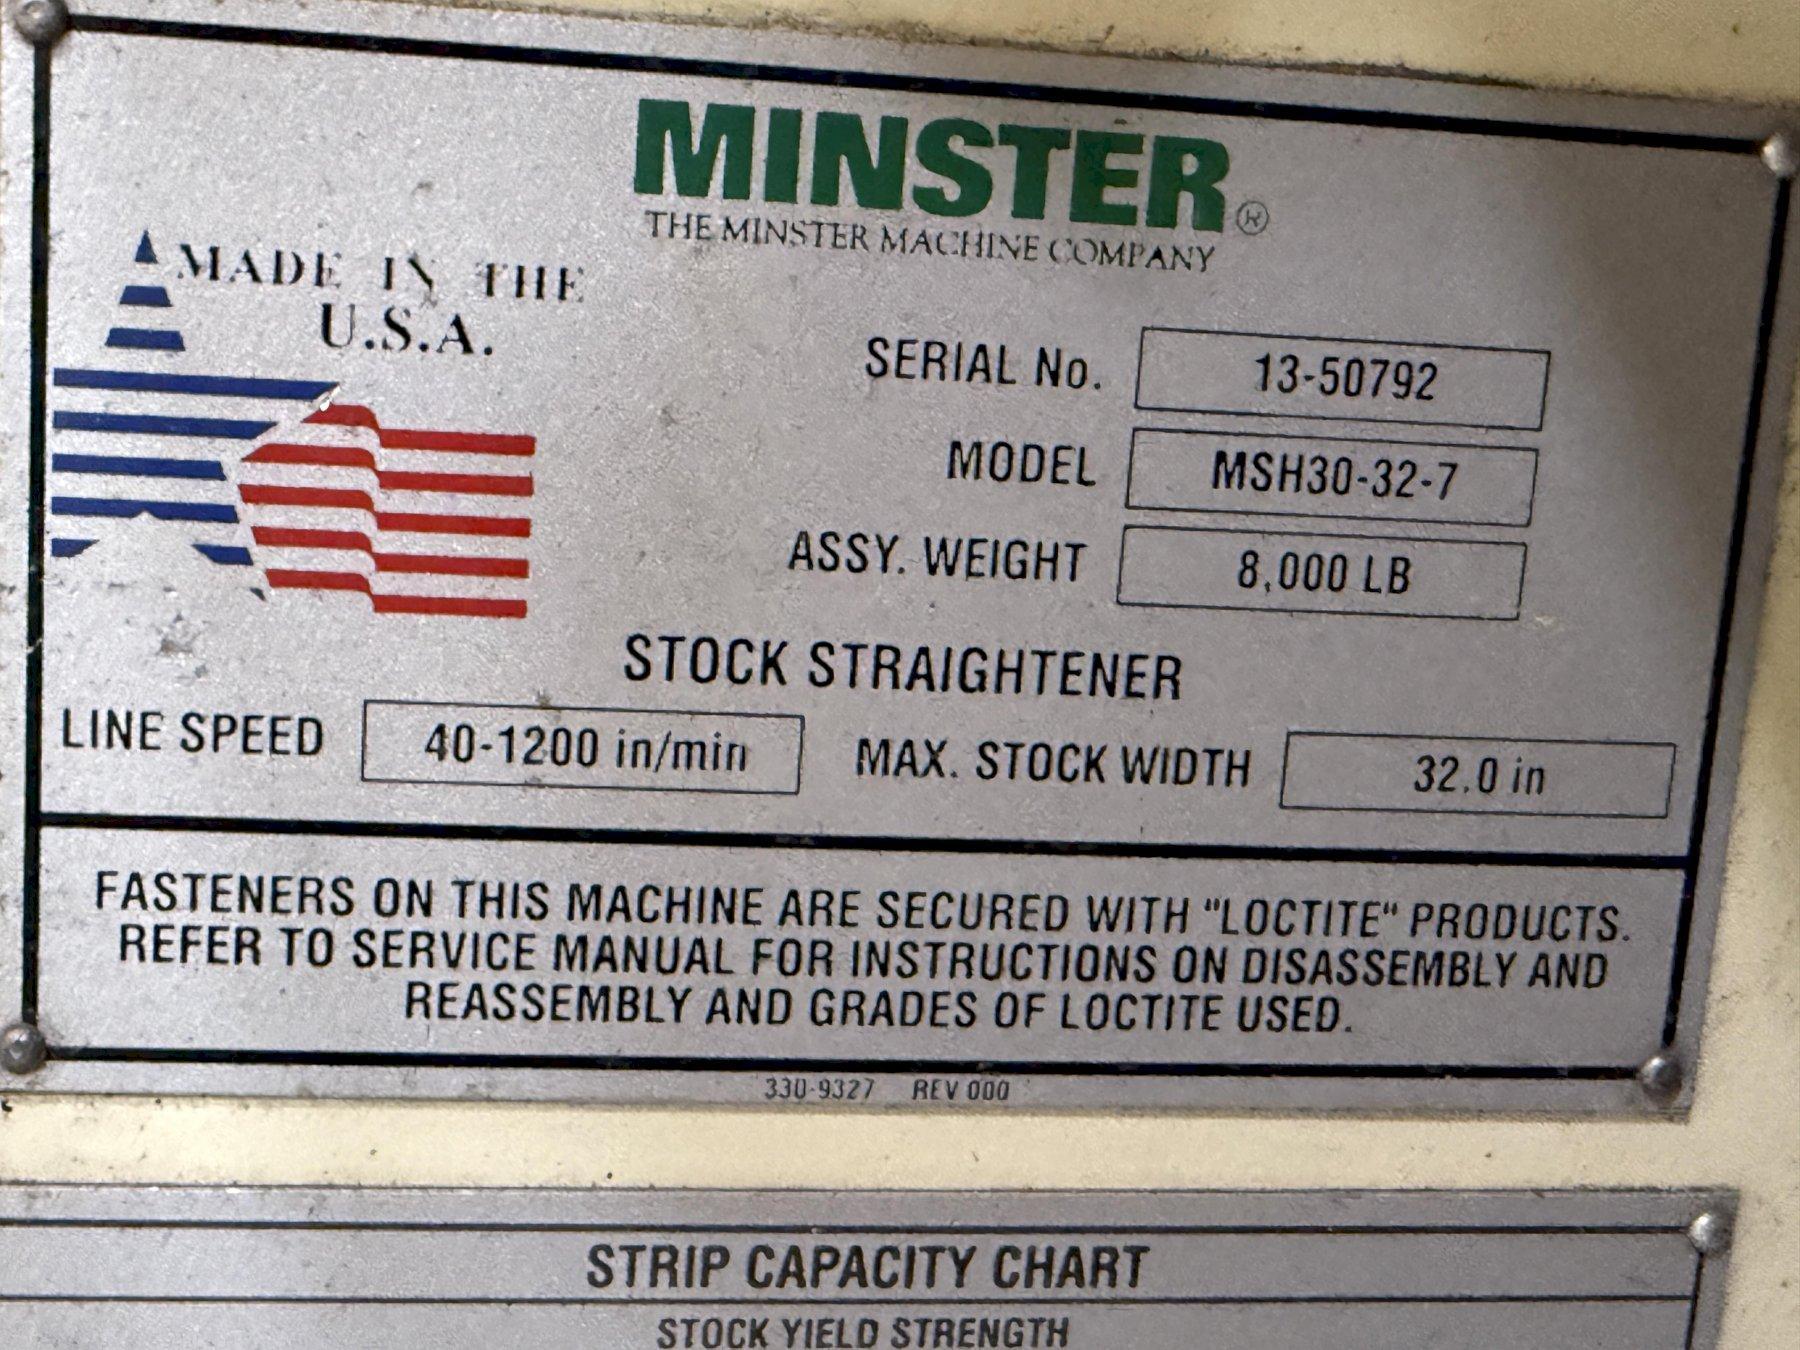 MINSTER®
THE MINSTER MACHINE COMPANY
MADE IN THE
U.S.A.
SERIAL No. 13-50792
MODEL MSH30-32-7
ASSY. WEIGHT 8,000 LB
STOCK STRAIGHTENER
LINE SPEED 40-1200 in/min MAX. STOCK WIDTH 32.0 in
FASTENERS ON THIS MACHINE ARE SECURED WITH "LOCTITE" PRODUCTS.
REFER TO SERVICE MANUAL FOR INSTRUCTIONS ON DISASSEMBLY AND
REASSEMBLY AND GRADES OF LOCTITE USED.
330-9327 REV 000
STRIP CAPACITY CHART
STOCK YIELD STRENGTH